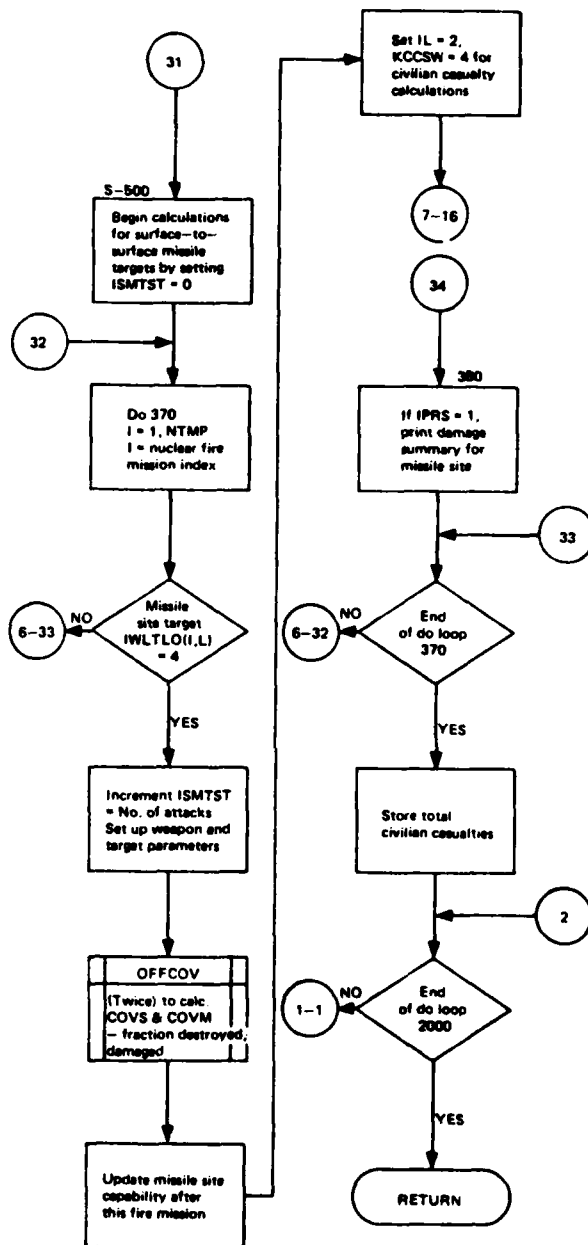 31
S-500
Begin calculations
for surface-to-
surface missile
targets by setting
ISMTST = 0
32
Do 370
I = 1, NTMP
I = nuclear fire
mission index
Missile
site target
IWLTLO(I,L)
= 4
NO
6-33
YES
Increment ISMTST
= No. of attacks
Set up weapon and
target parameters
OFFCOV
(Twice) to calc.
COVS & COVM
- fraction destroyed,
damaged
Update missile site
capability after
this fire mission
Set IL = 2,
KCCSW = 4 for
civilian casualty
calculations
7-16
34
380
If IPRS = 1,
print damage
summary for
missile site
33
End
of do loop
370
NO
6-32
YES
Store total
civilian casualties
2
End
of do loop
2000
NO
1-1
YES
RETURN